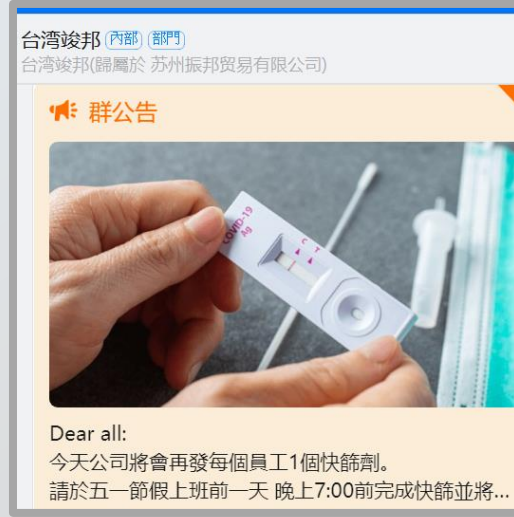 台湾竣邦 內部 部門
台湾竣邦(歸屬於 苏州振邦贸易有限公司)
群公告
COVID-19
Ag
C T
Dear all:
今天公司將會再發每個員工1個快篩劑。
請於五一節假上班前一天 晚上7:00前完成快篩並將...